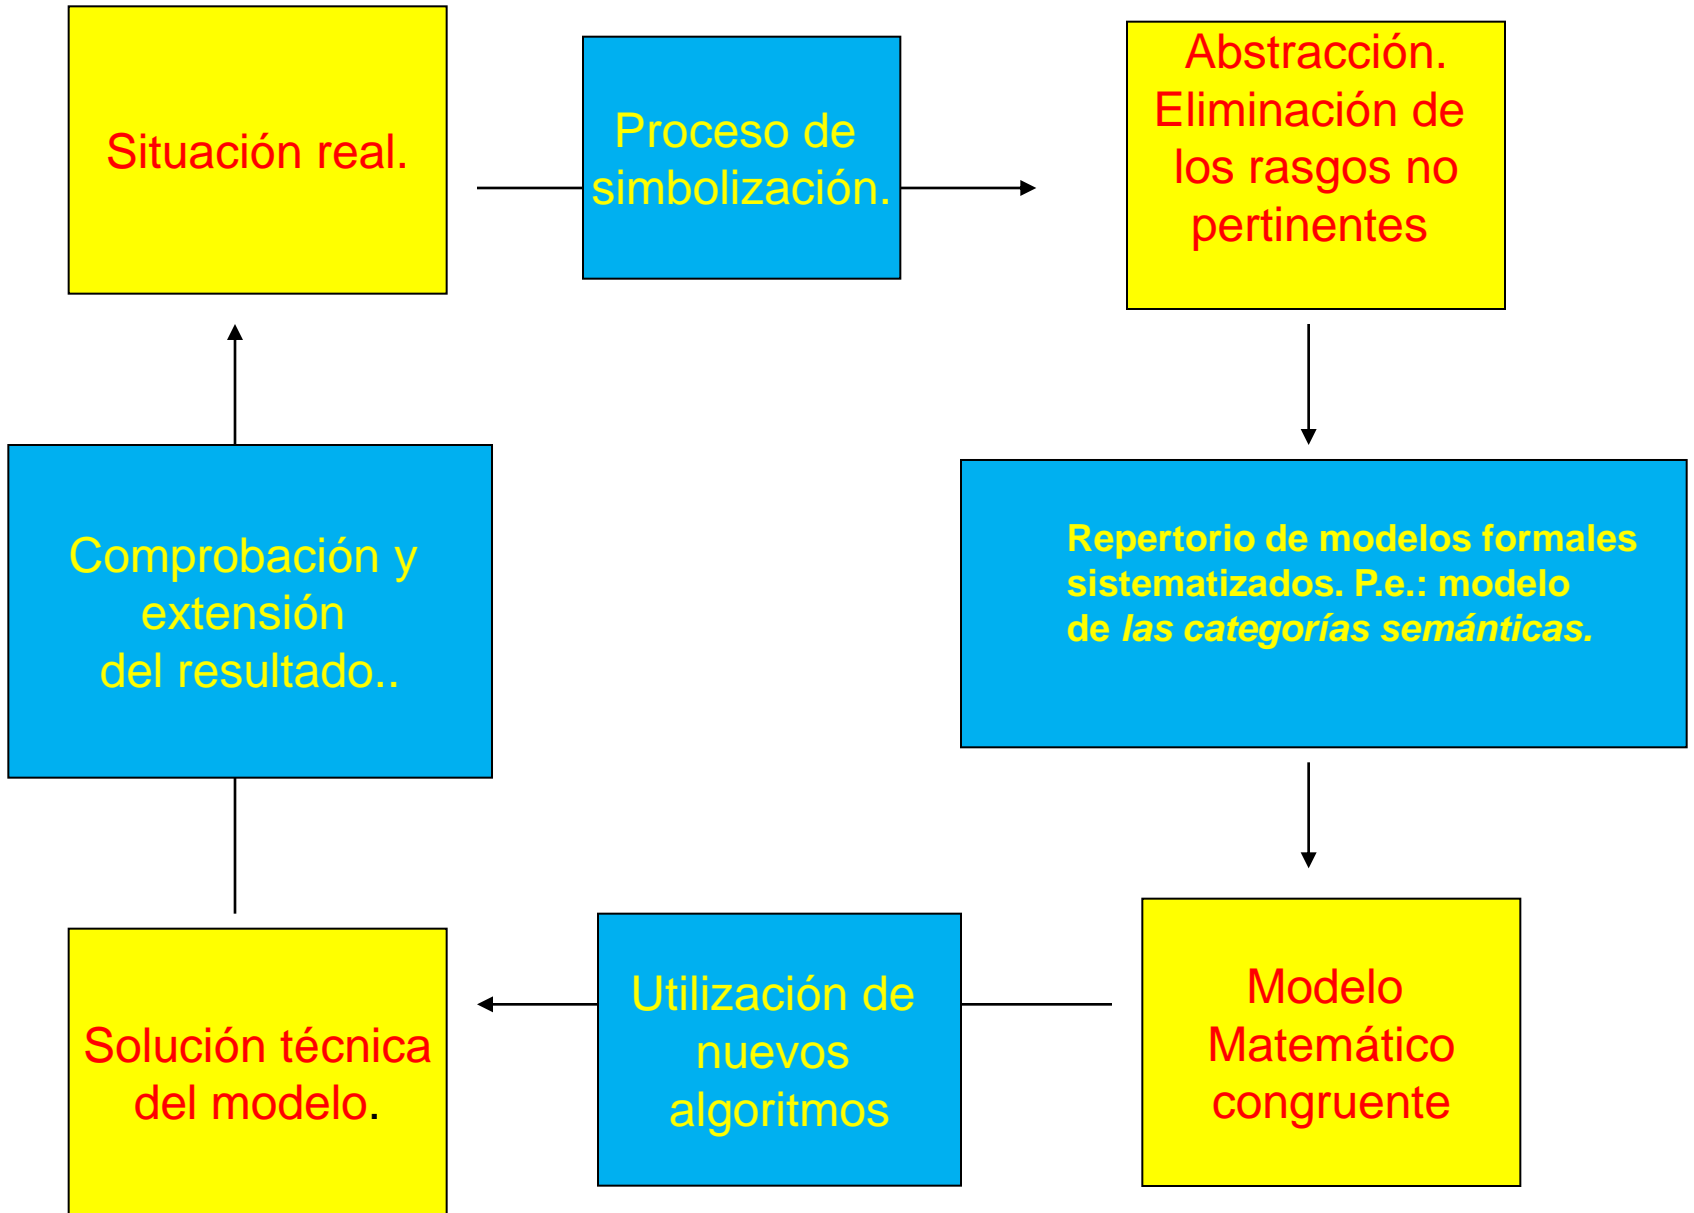 Situación real.
Proceso de
simbolización.
Abstracción.
Eliminación de
los rasgos no
pertinentes
Repertorio de modelos formales
sistematizados. P.e.: modelo
de las categorías semánticas.
Modelo
Matemático
congruente
Utilización de
nuevos
algoritmos
Solución técnica
del modelo.
Comprobación y
extensión
del resultado..